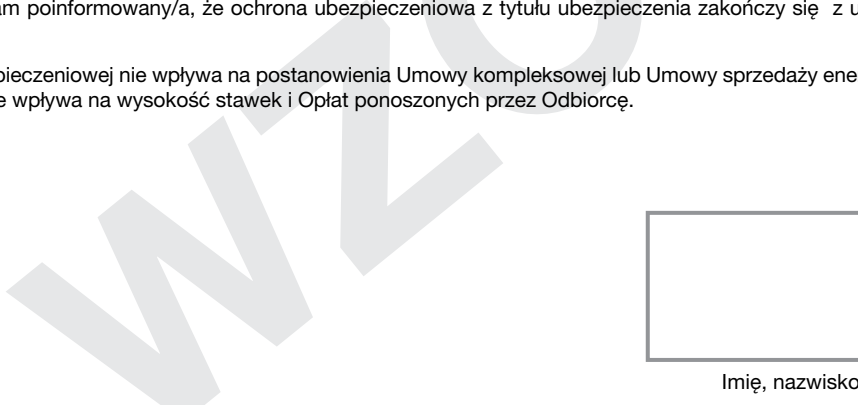 am poinformowany/a, że ochrona ubezpieczeniowa z tytułu ubezpieczenia zakończy się z u
pieczeniowej nie wpływa na postanowienia Umowy kompleksowej lub Umowy sprzedaży ene
e wpływa na wysokość stawek i Opłat ponoszonych przez Odbiorcę.
WZO
Imię, nazwisko